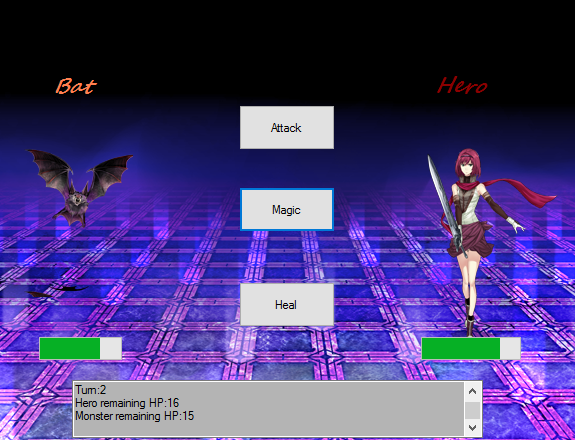 Bat
Hero
Attack
Magic
Heal
Turn:2
Hero remaining HP:16
Monster remaining HP:15